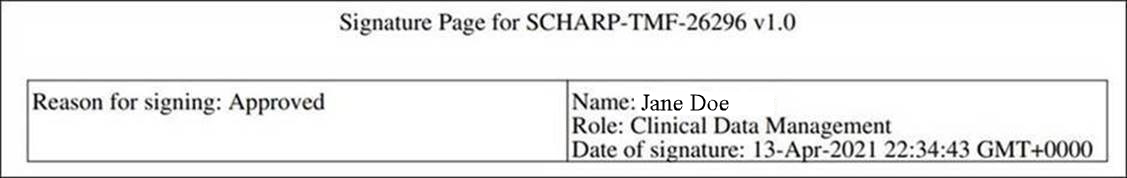 Signature Page for SCHARP-TMF-26296 v1.0
Reason for signing: Approved
Name: Jane Doe
Role: Clinical Data Management
Date of signature: 13-Apr-2021 22:34:43 GMT+0000